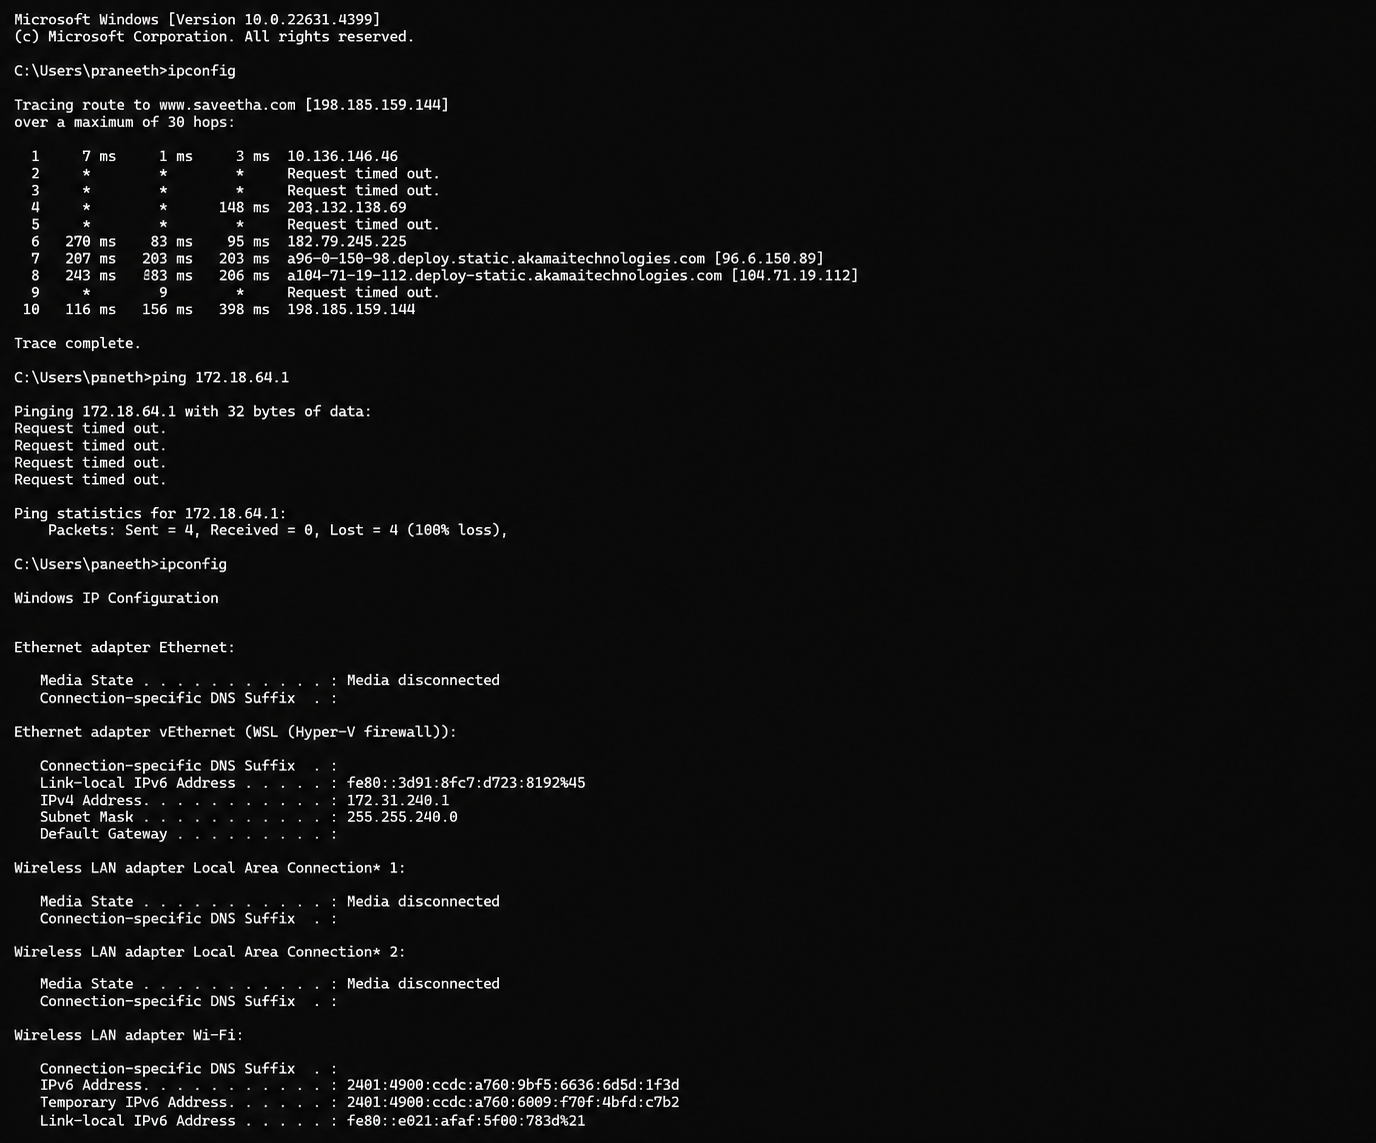 Microsoft Windows [Version 10.0.22631.4399]
(c) Microsoft Corporation. All rights reserved.
C:\Users\praneeth>ipconfig
Tracing route to www.saveetha.com [198.185.159.144]
over a maximum of 30 hops:
1 7 ms 1 ms 3 ms 10.136.146.46
2 * * * Request timed out.
3 * * * Request timed out.
4 * * 148 ms 203.132.138.69
5 * * * Request timed out.
6 270 ms 83 ms 95 ms 182.79.245.225
7 207 ms 203 ms 203 ms a96-0-150-98.deploy.static.akamaitechnologies.com [96.6.150.89]
8 243 ms ms 206 ms a104-71-19-112.deploy-static.akamaitechnologies.com [104.71.19.112]
9 * 9 * Request timed out.
10 116 ms 156 ms 398 ms 198.185.159.144
Trace complete.
ping 172.18.64.1
Pinging 172.18.64.1 with 32 bytes of data:
Request timed out.
Request timed out.
Request timed out.
Request timed out.
Ping statistics for 172.18.64.1:
Packets: Sent = 4, Received = 0, Lost = 4 (100% loss),
C:\Users\paneeth>ipconfig
Windows IP Configuration
Ethernet adapter Ethernet:
Media State . . . . . . . . . . . : Media disconnected
Connection-specific DNS Suffix . :
Ethernet adapter vEthernet (WSL (Hyper-V firewall)):
Connection-specific DNS Suffix . :
Link-local IPv6 Address . . . . . : fe80::3d91:8fc7:d723:8192%45
IPv4 Address. . . . . . . . . . . : 172.31.240.1
Subnet Mask . . . . . . . . . . . : 255.255.240.0
Default Gateway . . . . . . . . . :
Wireless LAN adapter Local Area Connection* 1:
Media State . . . . . . . . . . . : Media disconnected
Connection-specific DNS Suffix . :
Wireless LAN adapter Local Area Connection* 2:
Media State . . . . . . . . . . . : Media disconnected
Connection-specific DNS Suffix . :
Wireless LAN adapter Wi-Fi:
Connection-specific DNS Suffix . :
IPv6 Address. . . . . . . . . . . : 2401:4900:ccdc:a760:9bf5:6636:6d5d:1f3d
Temporary IPv6 Address. . . . . . : 2401:4900:ccdc:a760:6009:f70f:4bfd:c7b2
Link-local IPv6 Address . . . . . : fe80::e021:afaf:5f00:783d%21